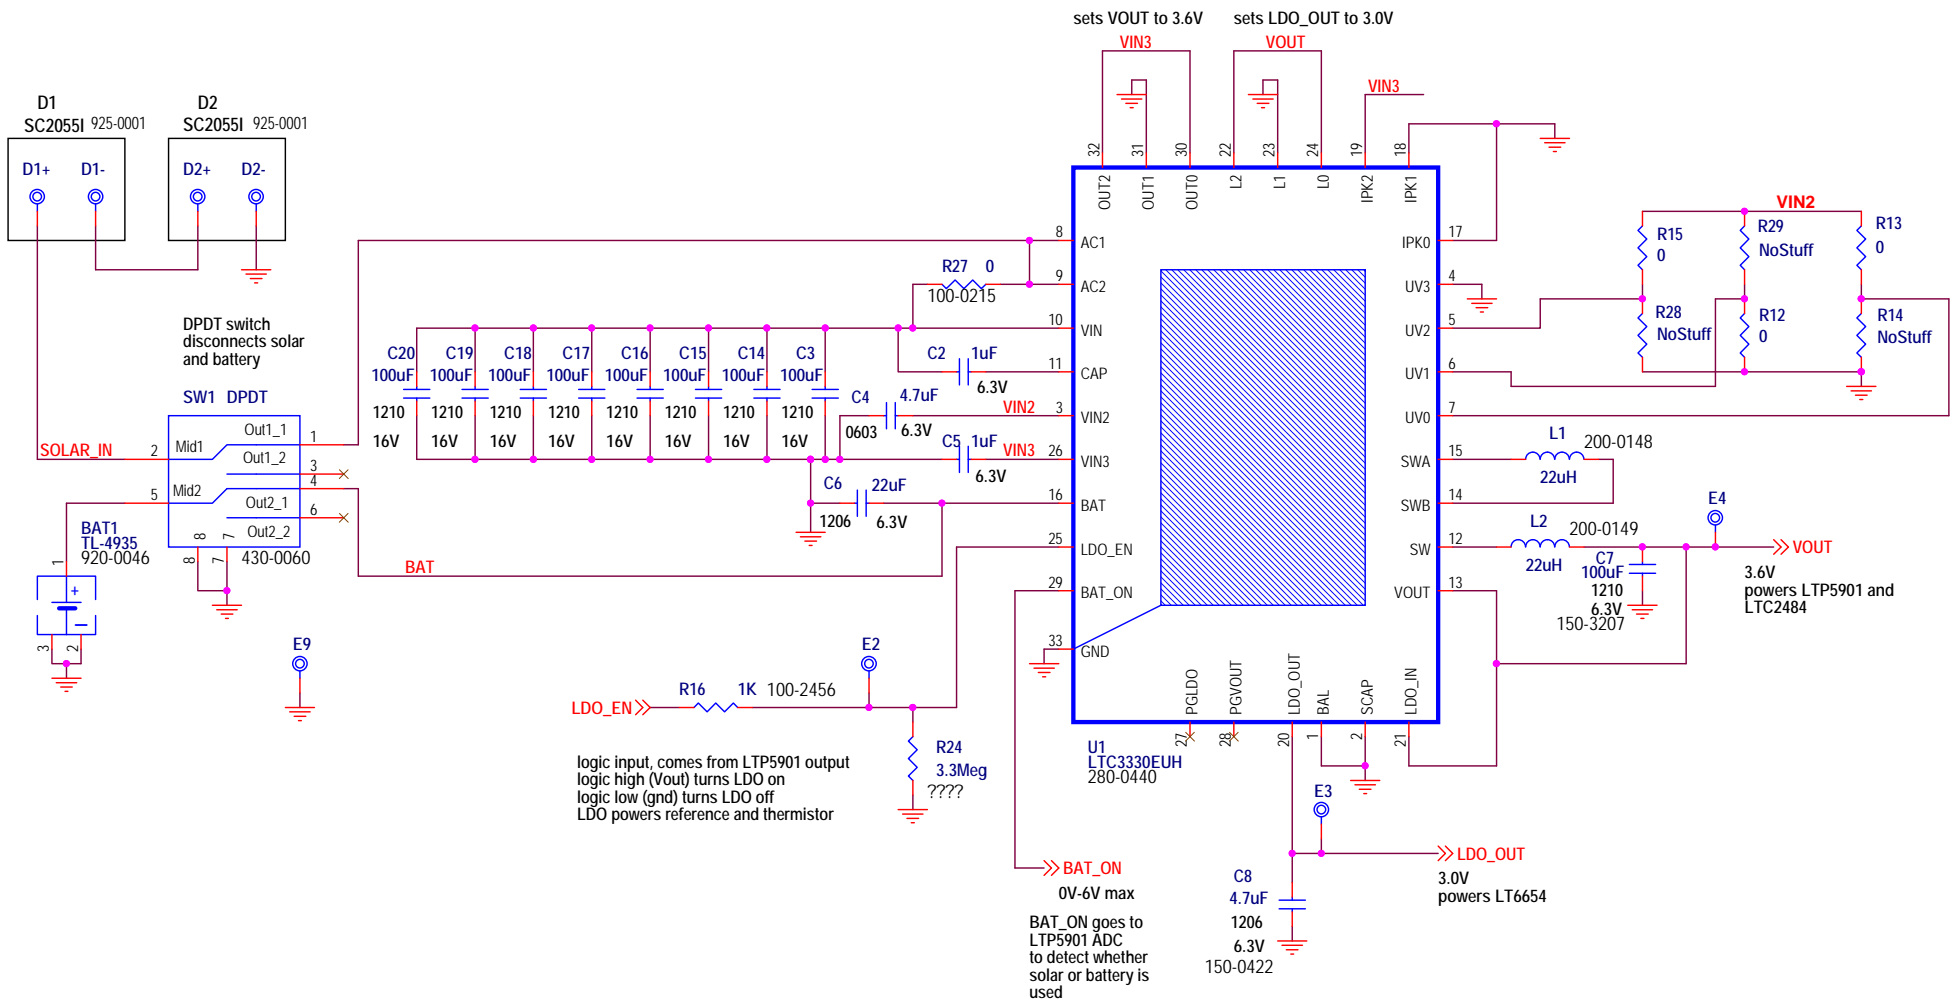 sets VOUT to 3.6V
sets LDO_OUT to 3.0V
VIN3
VOUT
VIN3
D1
SC2055I 925-0001
D2
SC2055I 925-0001
D1+ D1-
D2+ D2-
32 31 30 22 23 24 19 18
OUT2 OUT1 OUT0 L2 L1 L0 IPK2 IPK1
8 AC1
9 AC2
10 VIN
11 CAP
3 VIN2
26 VIN3
16 BAT
25 LDO_EN
29 BAT_ON
33 GND
IPK0 17
UV3 4
UV2 5
UV1 6
UV0 7
SWA 15
SWB 14
SW 12
VOUT 13
PGLDO PGVOUT LDO_OUT BAL SCAP LDO_IN
27 28 20 1 2 21
U1
LTC3330EUH
280-0440
VIN2
R15
0
R29
NoStuff
R13
0
R28
NoStuff
R12
0
R14
NoStuff
R27 0
100-0215
DPDT switch
disconnects solar
and battery
C20
100uF
1210
16V
C19
100uF
1210
16V
C18
100uF
1210
16V
C17
100uF
1210
16V
C16
100uF
1210
16V
C15
100uF
1210
16V
C14
100uF
1210
16V
C3
100uF
1210
16V
C2 1uF
6.3V
C4 4.7uF
0603 6.3V
VIN2
C5 1uF
6.3V
VIN3
C6 22uF
1206 6.3V
SW1 DPDT
SOLAR_IN
2 Mid1
Out1_1 1
Out1_2 3
5 Mid2
4
Out2_1
6
Out2_2
8 7
8 7
430-0060
BAT1
TL-4935
920-0046
1
+
−
3 2
BAT
E9
L1 200-0148
22uH
L2 200-0149
22uH
E4
C7
100uF
1210
6.3V
150-3207
VOUT
3.6V
powers LTP5901 and
LTC2484
E2
LDO_EN
R16 1K 100-2456
R24
3.3Meg
????
logic input, comes from LTP5901 output
logic high (Vout) turns LDO on
logic low (gnd) turns LDO off
LDO powers reference and thermistor
BAT_ON
0V-6V max
BAT_ON goes to
LTP5901 ADC
to detect whether
solar or battery is
used
E3
LDO_OUT
3.0V
powers LT6654
C8
4.7uF
1206
6.3V
150-0422